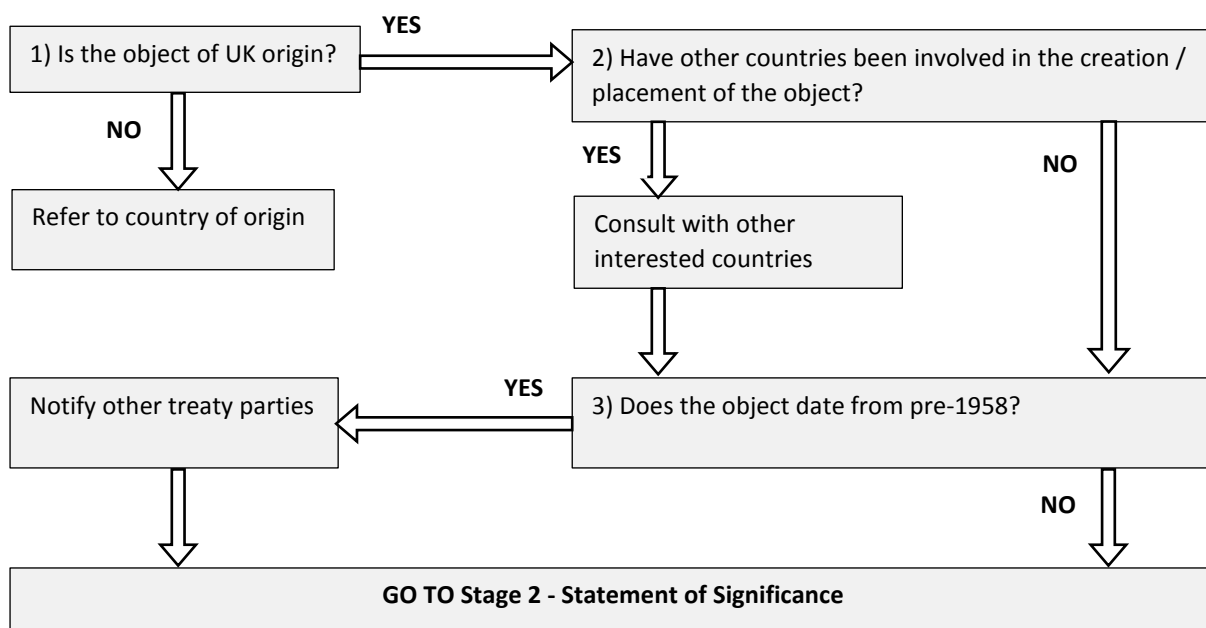 YES
1) Is the object of UK origin?
2) Have other countries been involved in the creation /
placement of the object?
NO
YES
NO
Refer to country of origin
Consult with other
interested countries
YES
Notify other treaty parties
3) Does the object date from pre-1958?
NO
GO TO Stage 2 - Statement of Significance